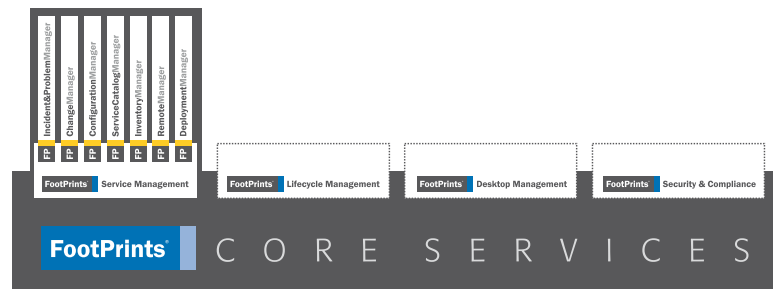 FP Incident&ProblemManager
FP ChangeManager
FP ConfigurationManager
FP ServiceCatalogManager
FP InventoryManager
FP RemoteManager
FP DeploymentManager
FootPrints® Service Management
FootPrints® Lifecycle Management
FootPrints® Desktop Management
FootPrints® Security & Compliance
FootPrints® CORE SERVICES